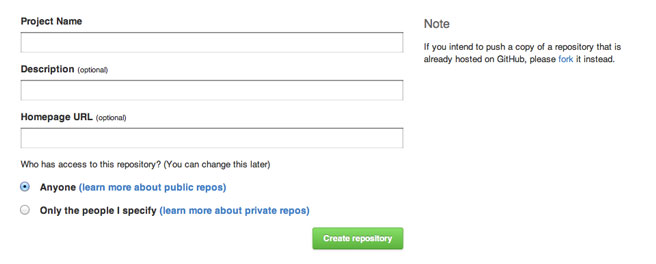 Project Name
Note
If you intend to push a copy of a repository that is
already hosted on GitHub, please fork it instead.
Description (optional)
Homepage URL (optional)
Who has access to this repository? (You can change this later)
Anyone (learn more about public repos)
Only the people I specify (learn more about private repos)
Create repository